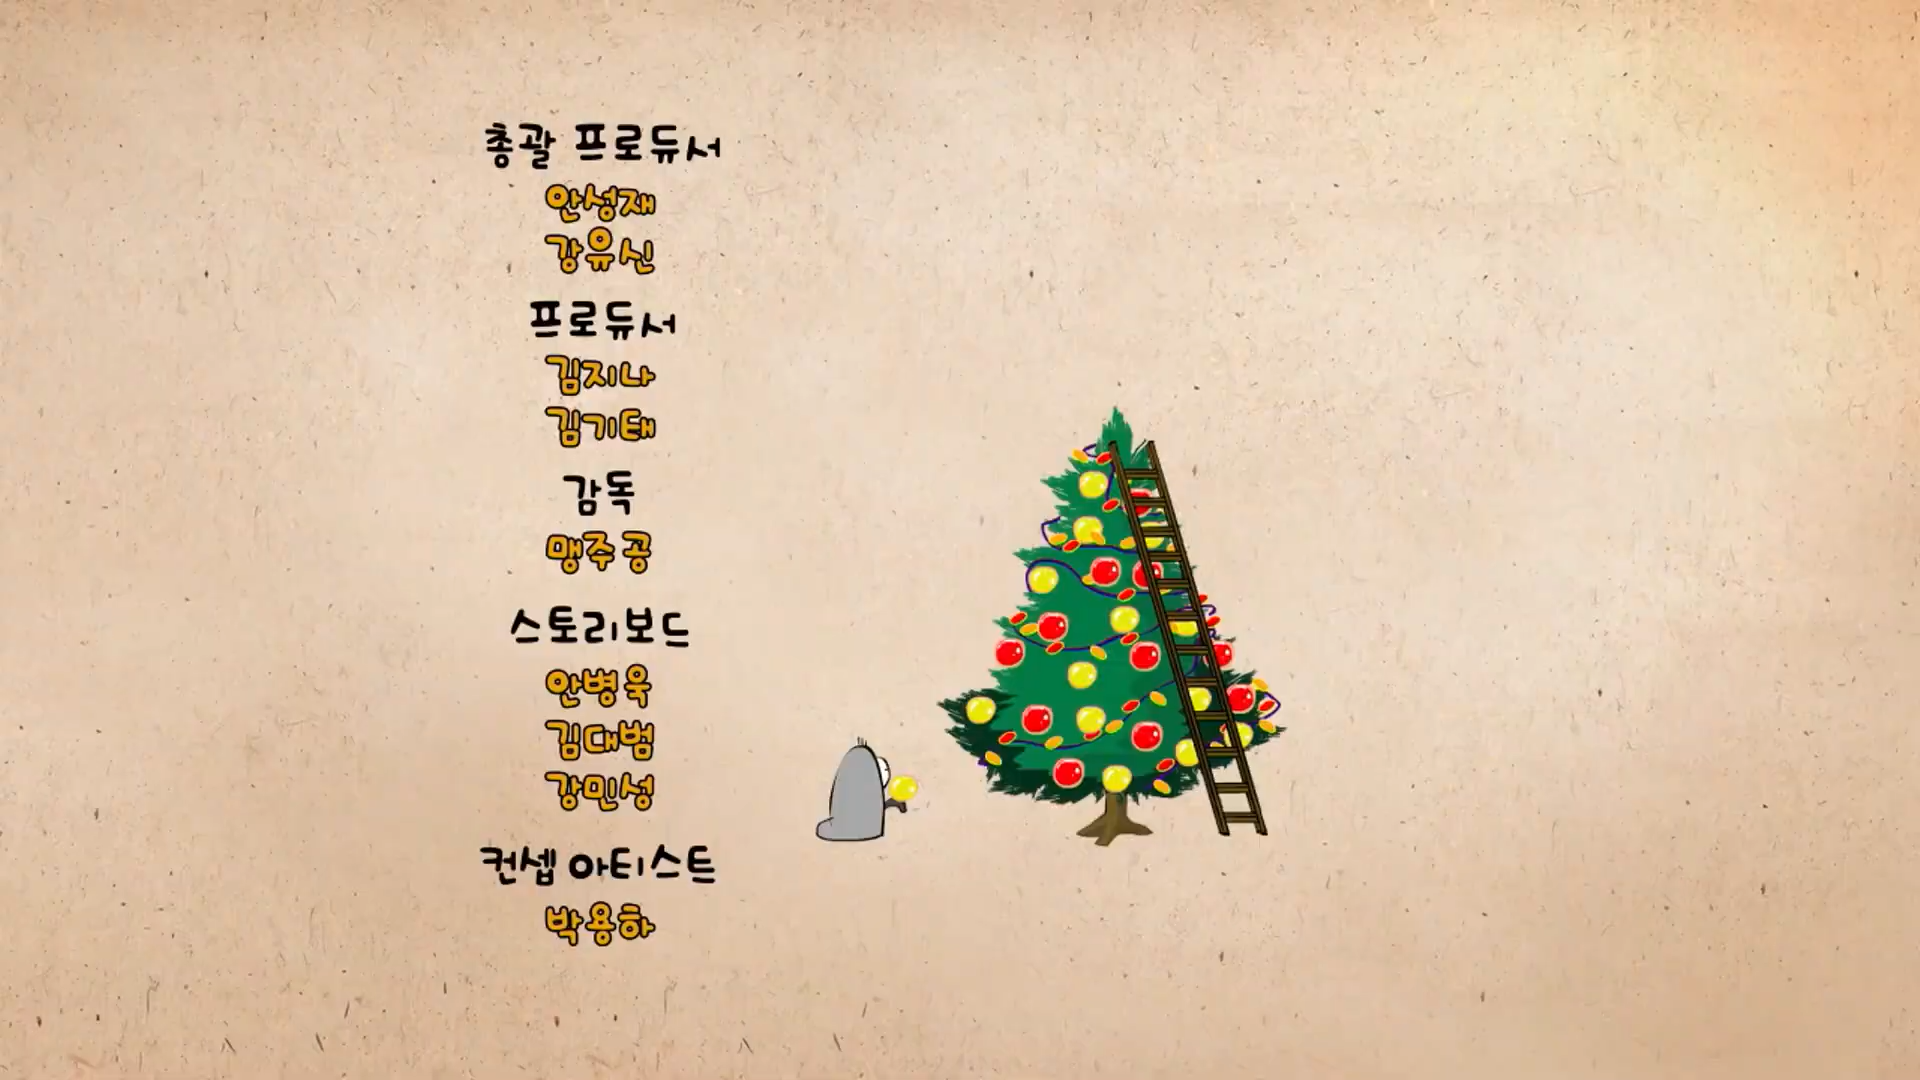 총괄 프로듀서
안성재
강유신
프로듀서
김지나
김기태
감독
맹주공
스토리보드
안병욱
김대범
강민성
컨셉 아티스트
박용하